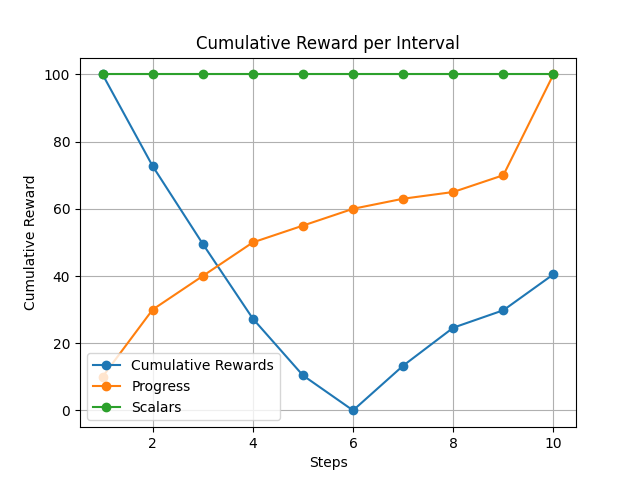 Cumulative Reward per Interval
Cumulative Reward
100
80
60
40
20
0
Cumulative Rewards
Progress
Scalars
2 4 6 8 10
Steps